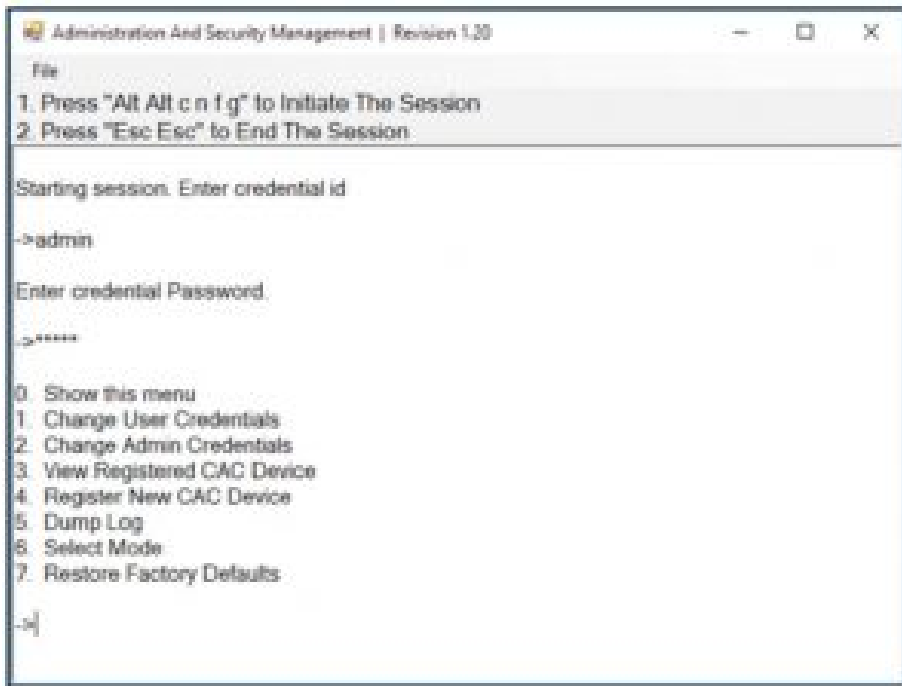 Administration And Security Management | Revision 1.20
File
1. Press "Alt Alt c n f g" to Initiate The Session
2. Press "Esc Esc" to End The Session
Starting session. Enter credential id
->admin
Enter credential Password.
->*****
0. Show this menu
1. Change User Credentials
2. Change Admin Credentials
3. View Registered CAC Device
4. Register New CAC Device
5. Dump Log
6. Select Mode
7. Restore Factory Defaults
->